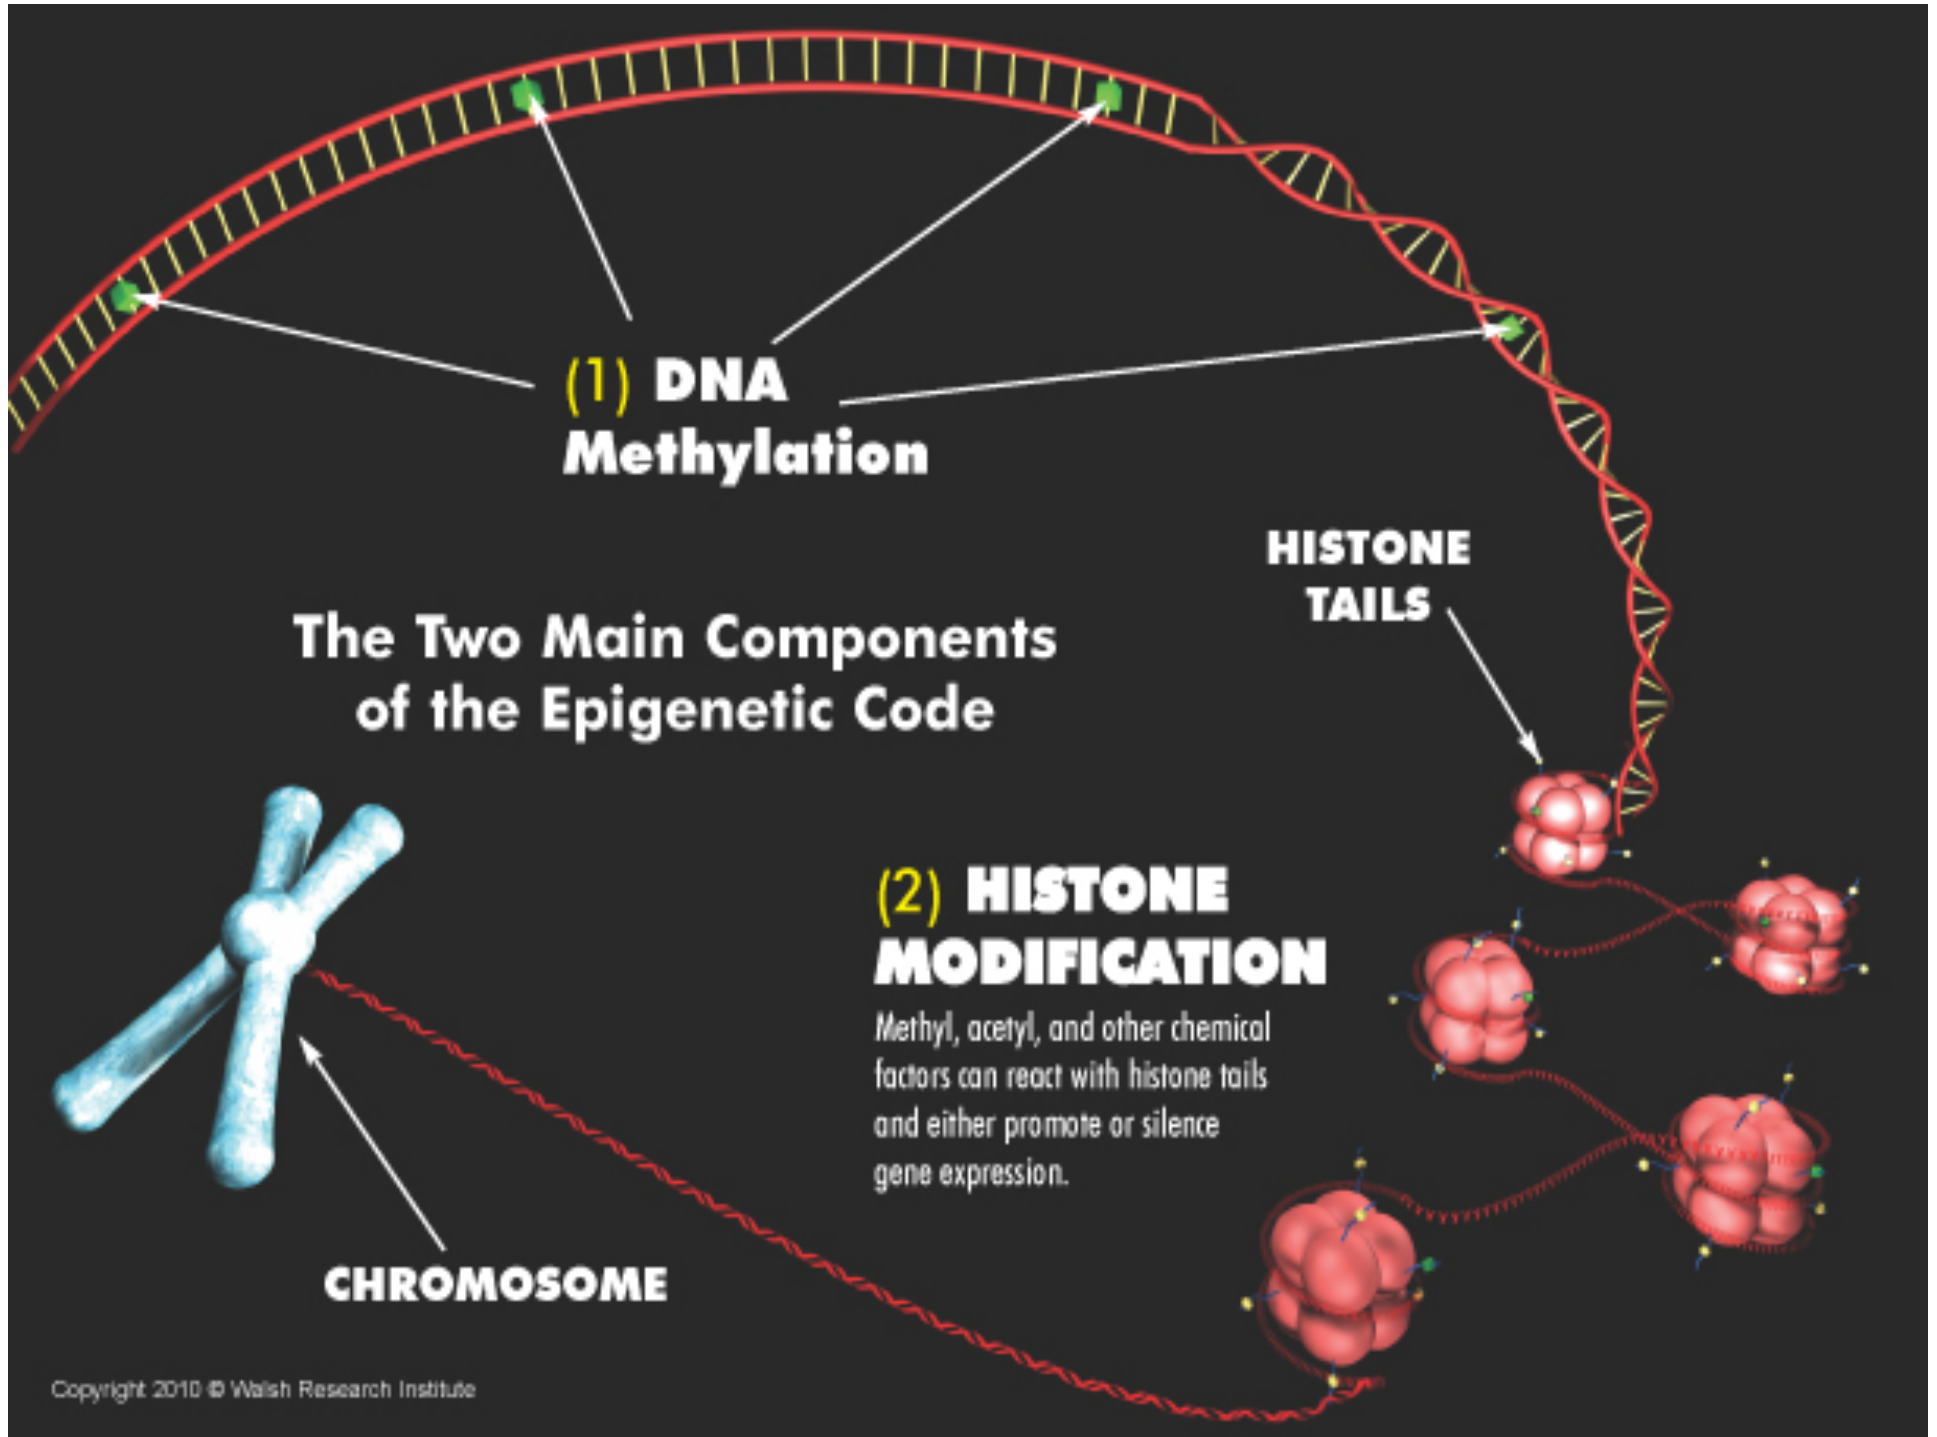 (1) DNA
Methylation
HISTONE
TAILS
The Two Main Components
of the Epigenetic Code
(2) HISTONE
MODIFICATION
Methyl, acetyl, and other chemical
factors can react with histone tails
and either promote or silence
gene expression.
CHROMOSOME
Copyright 2010 © Walsh Research Institute